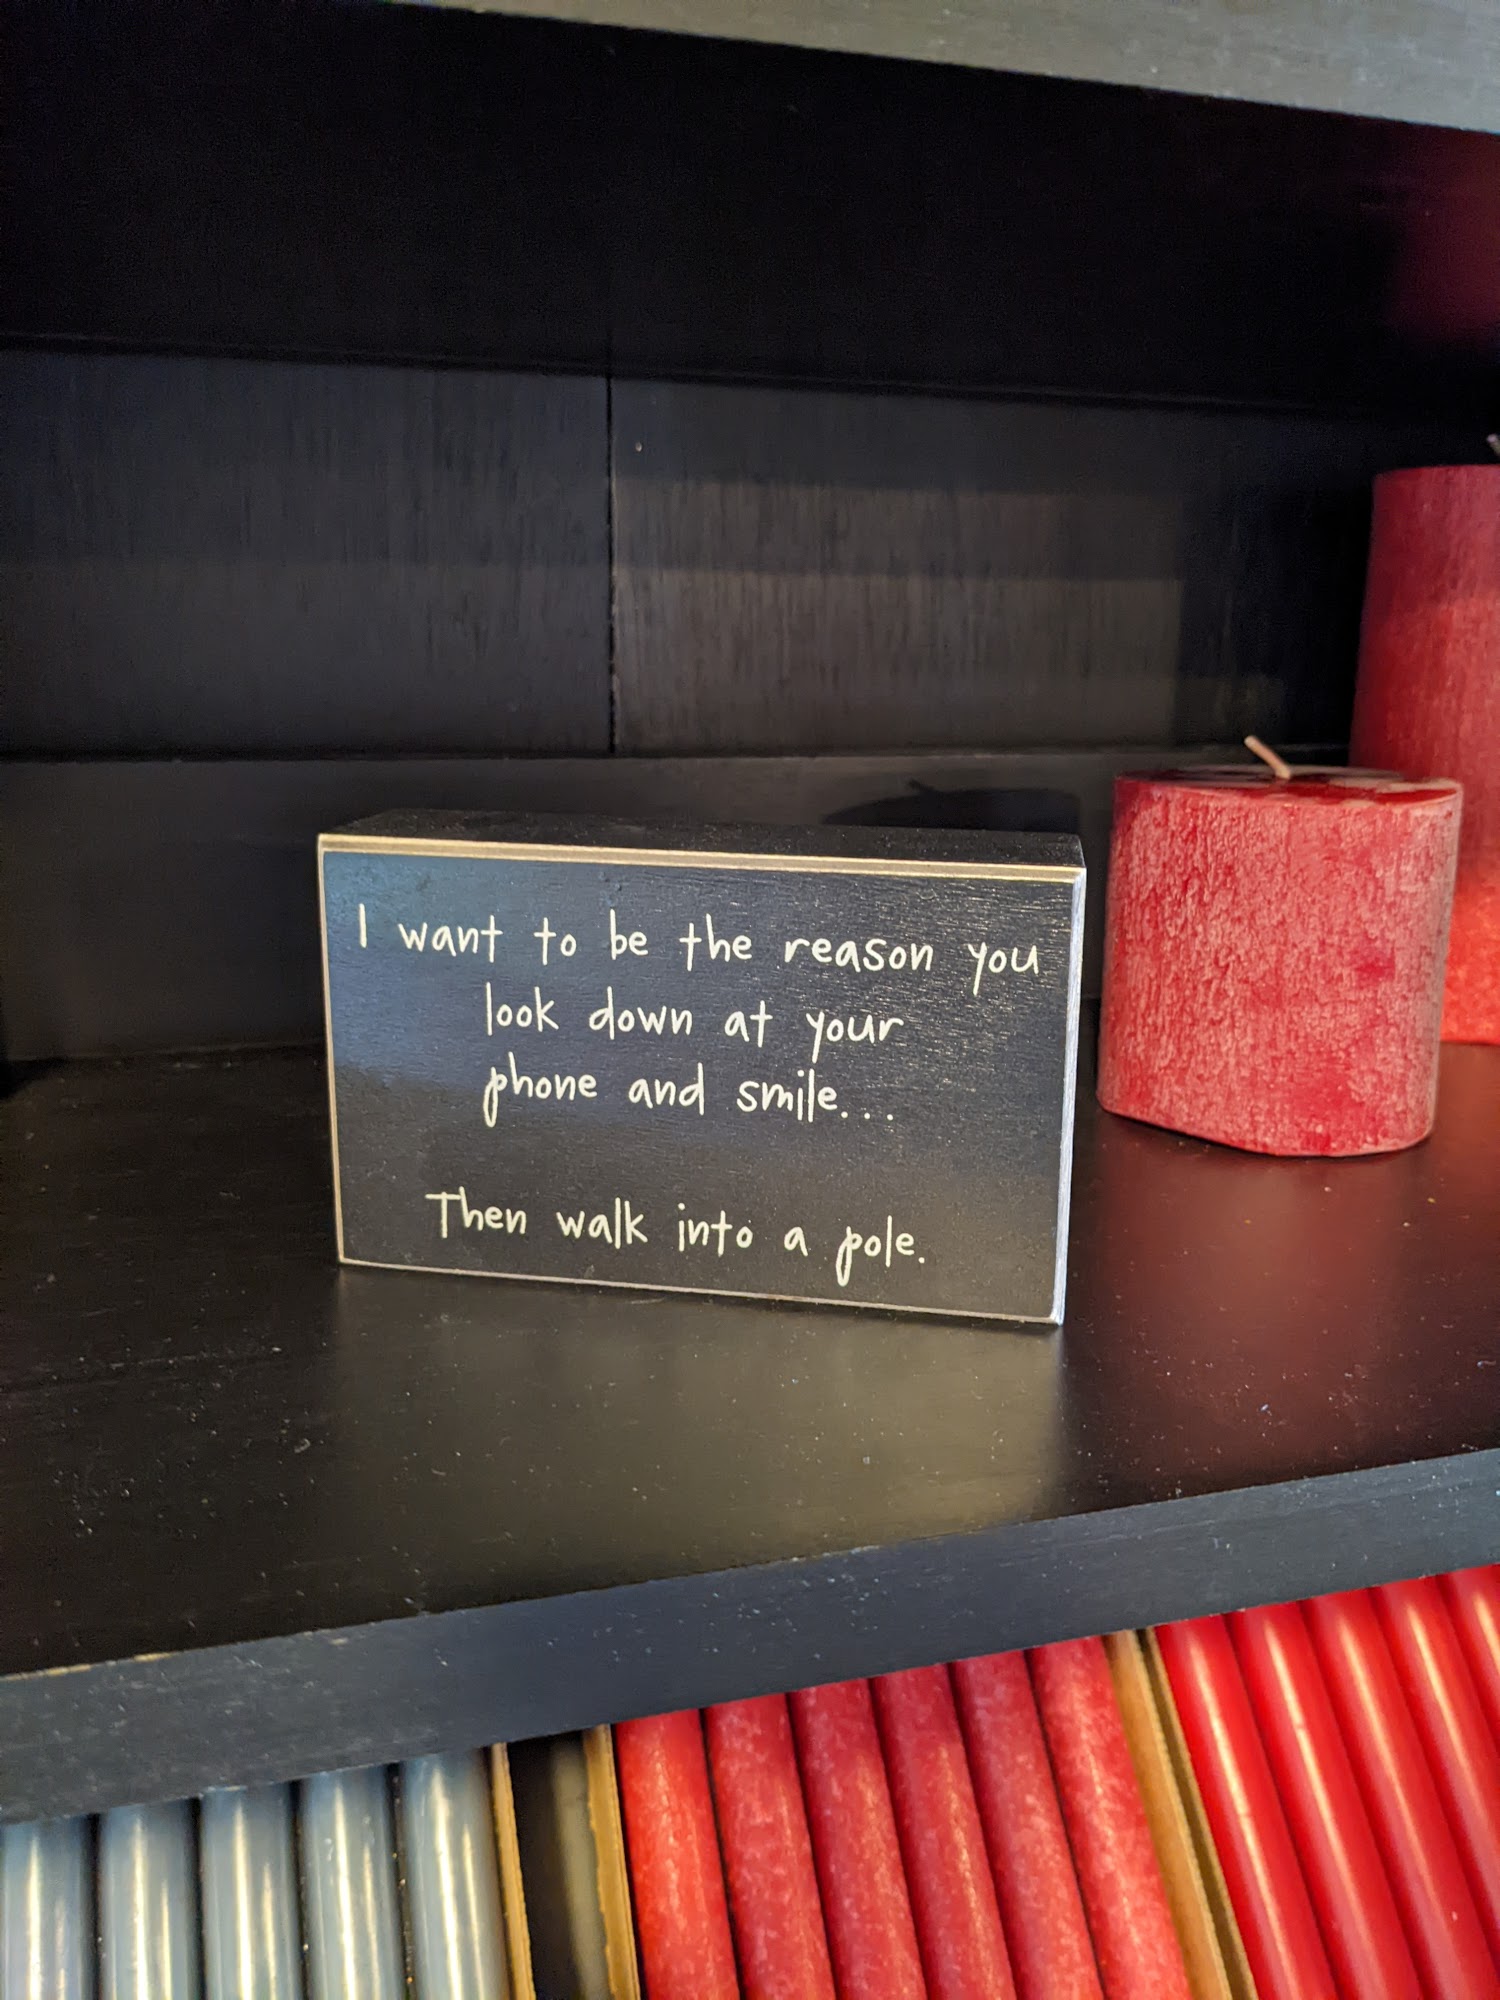 I want to be the reason you
look down at your
phone and smile...
Then walk into a pole.